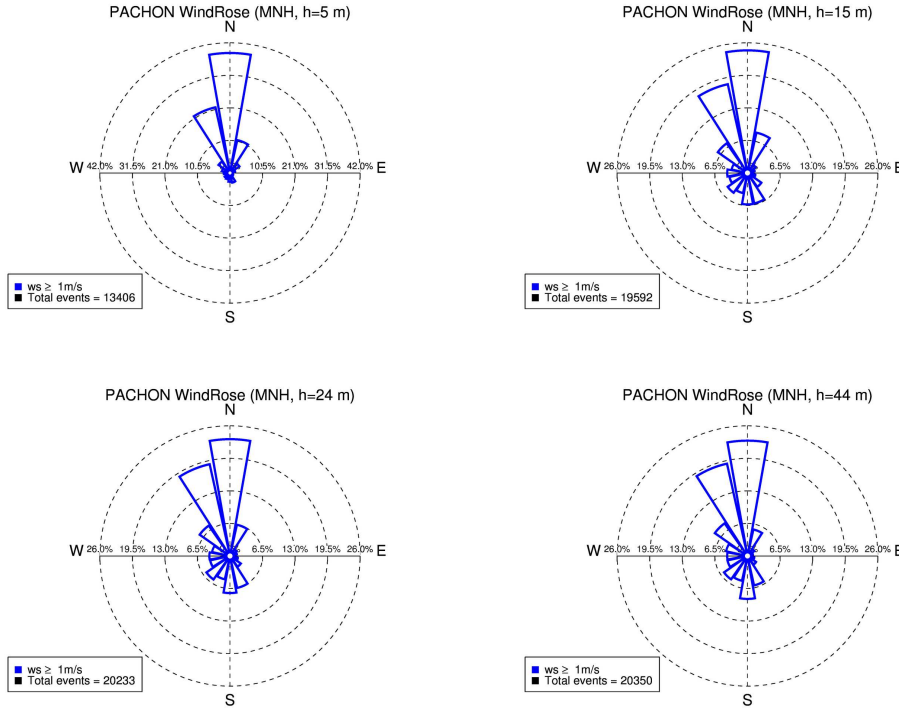 PACHON WindRose (MNH, h=5 m)
N
W 42.0% 31.5% 21.0% 10.5% 10.5% 21.0% 31.5% 42.0% E
ws ≥ 1m/s
Total events = 13406
S
PACHON WindRose (MNH, h=15 m)
N
W 26.0% 19.5% 13.0% 6.5% 6.5% 13.0% 19.5% 26.0% E
ws ≥ 1m/s
Total events = 19592
S
PACHON WindRose (MNH, h=24 m)
N
W 26.0% 19.5% 13.0% 6.5% 6.5% 13.0% 19.5% 26.0% E
ws ≥ 1m/s
Total events = 20233
S
PACHON WindRose (MNH, h=44 m)
N
W 26.0% 19.5% 13.0% 6.5% 6.5% 13.0% 19.5% 26.0% E
ws ≥ 1m/s
Total events = 20350
S